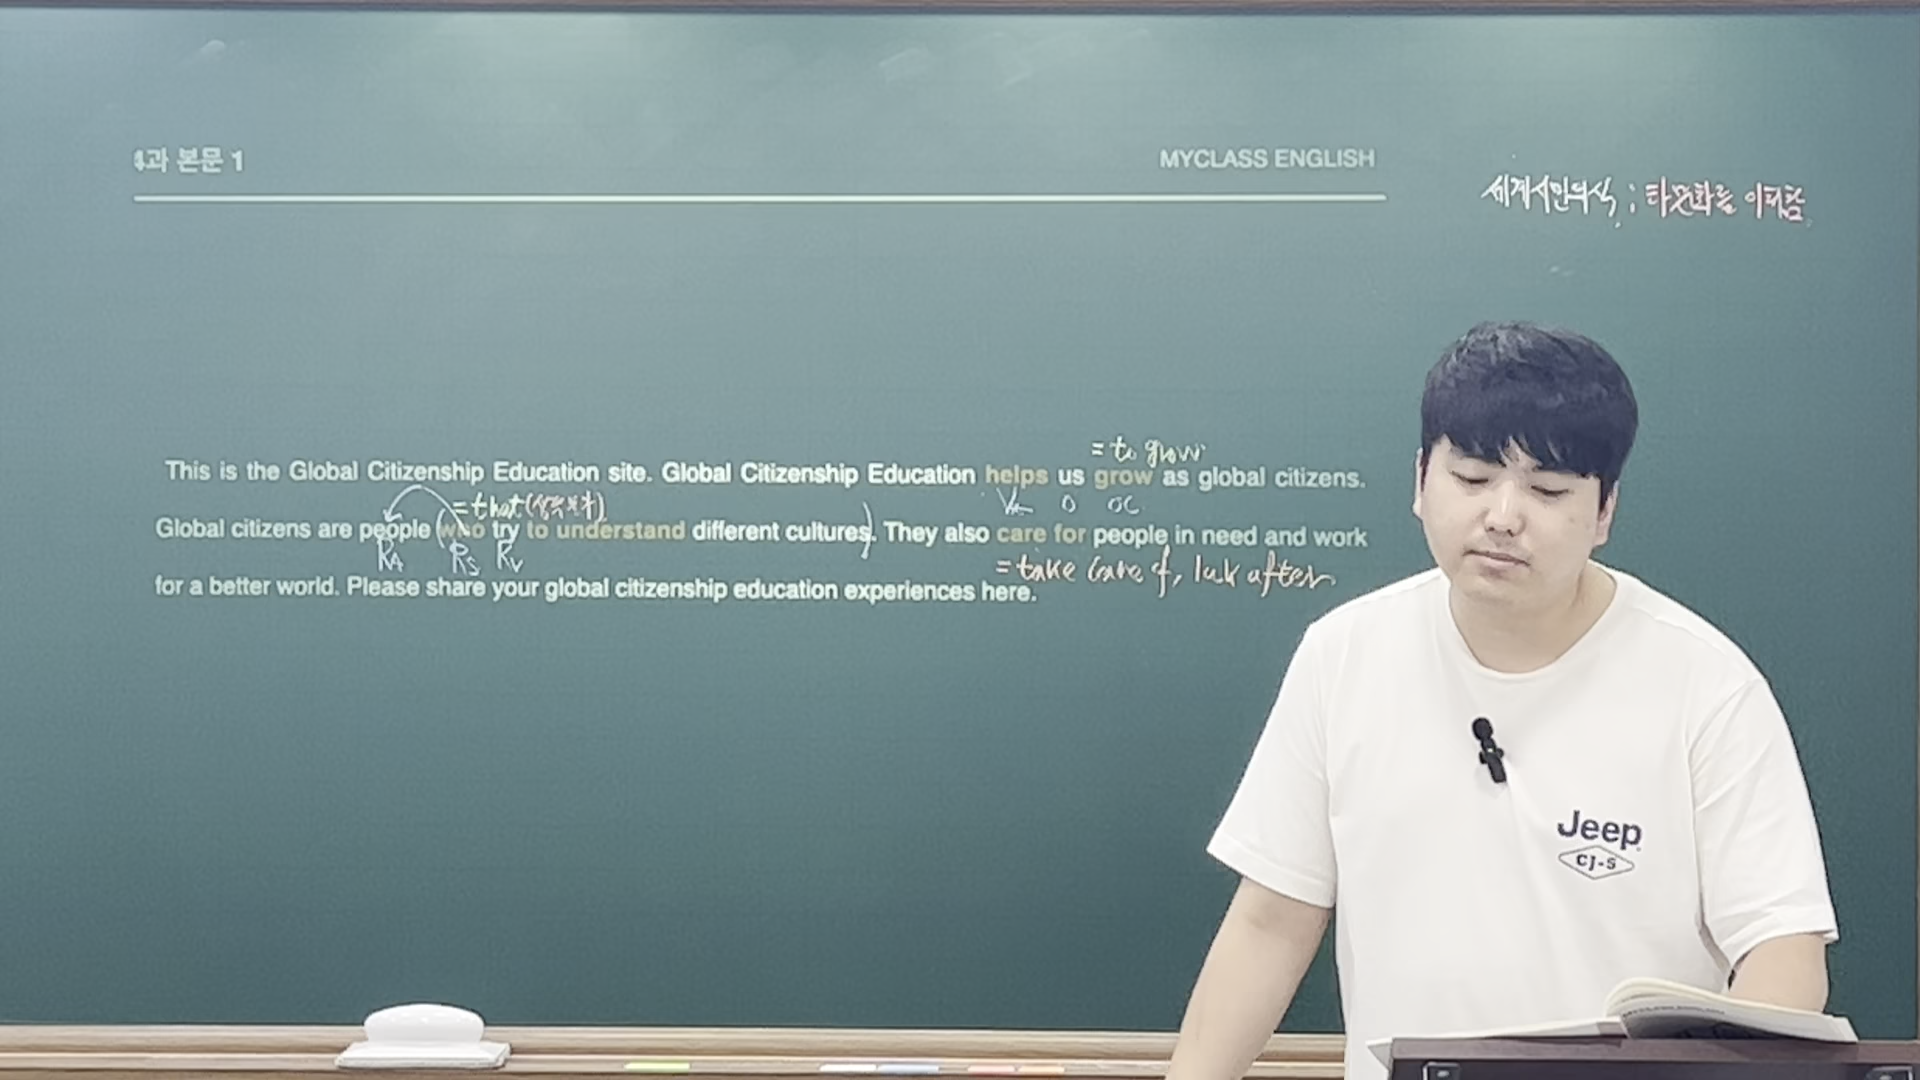 4과 본문 1
MYCLASS ENGLISH
세계시민의식 : 타문화를 이해함
= to grow
This is the Global Citizenship Education site. Global Citizenship Education helps us grow as global citizens.
= that
O OC
Global citizens are people (who try to understand different cultures). They also care for people in need and work
RA RS RV
= take care of, look after
for a better world. Please share your global citizenship education experiences here.
Jeep
CJ-S